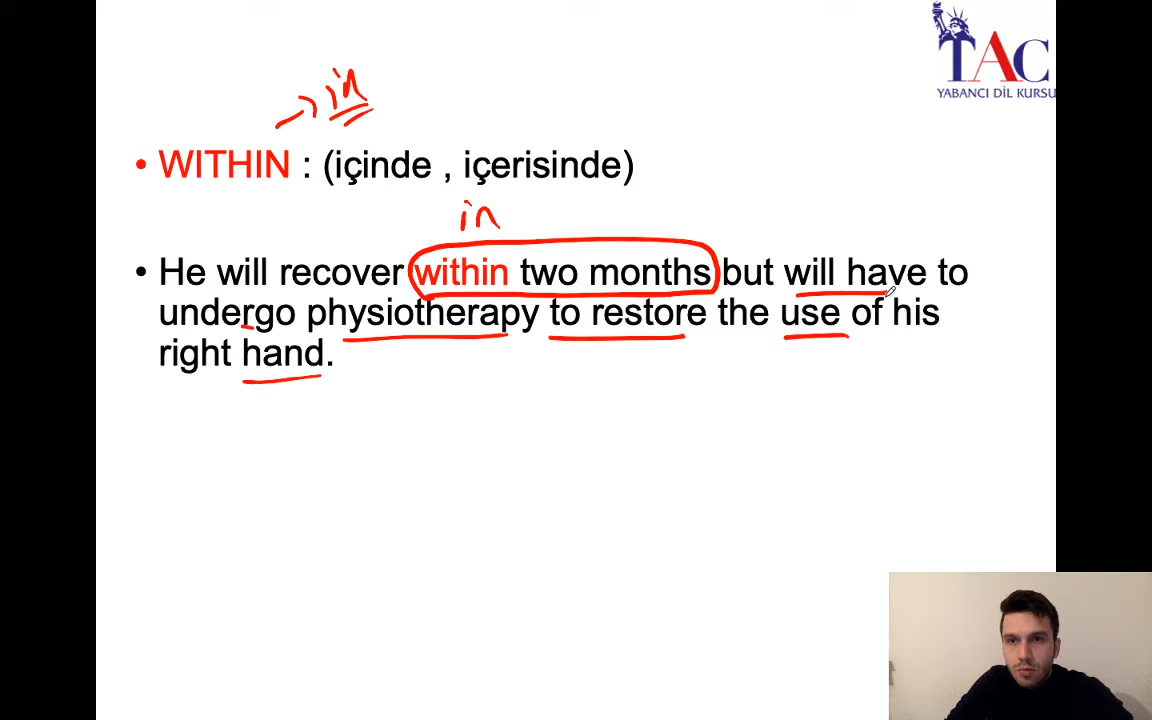 TAC
YABANCI DİL KURSU
in
• WITHIN : (içinde , içerisinde)
in
• He will recover within two months but will have to
undergo physiotherapy to restore the use of his
right hand.